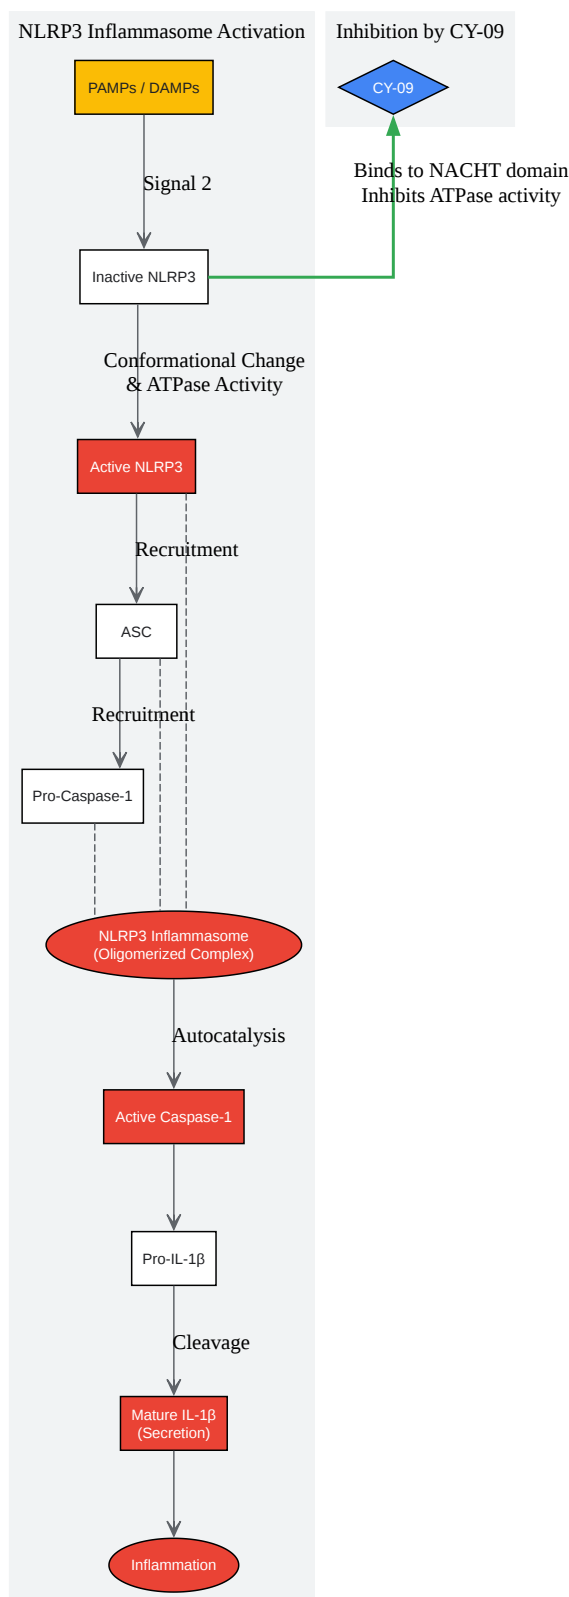 NLRP3 Inflammasome Activation
Inhibition by CY-09
PAMPs / DAMPs
CY-09
Signal 2
Binds to NACHT domain
Inhibits ATPase activity
Inactive NLRP3
Conformational Change
& ATPase Activity
Active NLRP3
Recruitment
ASC
Recruitment
Pro-Caspase-1
NLRP3 Inflammasome
(Oligomerized Complex)
Autocatalysis
Active Caspase-1
Pro-IL-1β
Cleavage
Mature IL-1β
(Secretion)
Inflammation